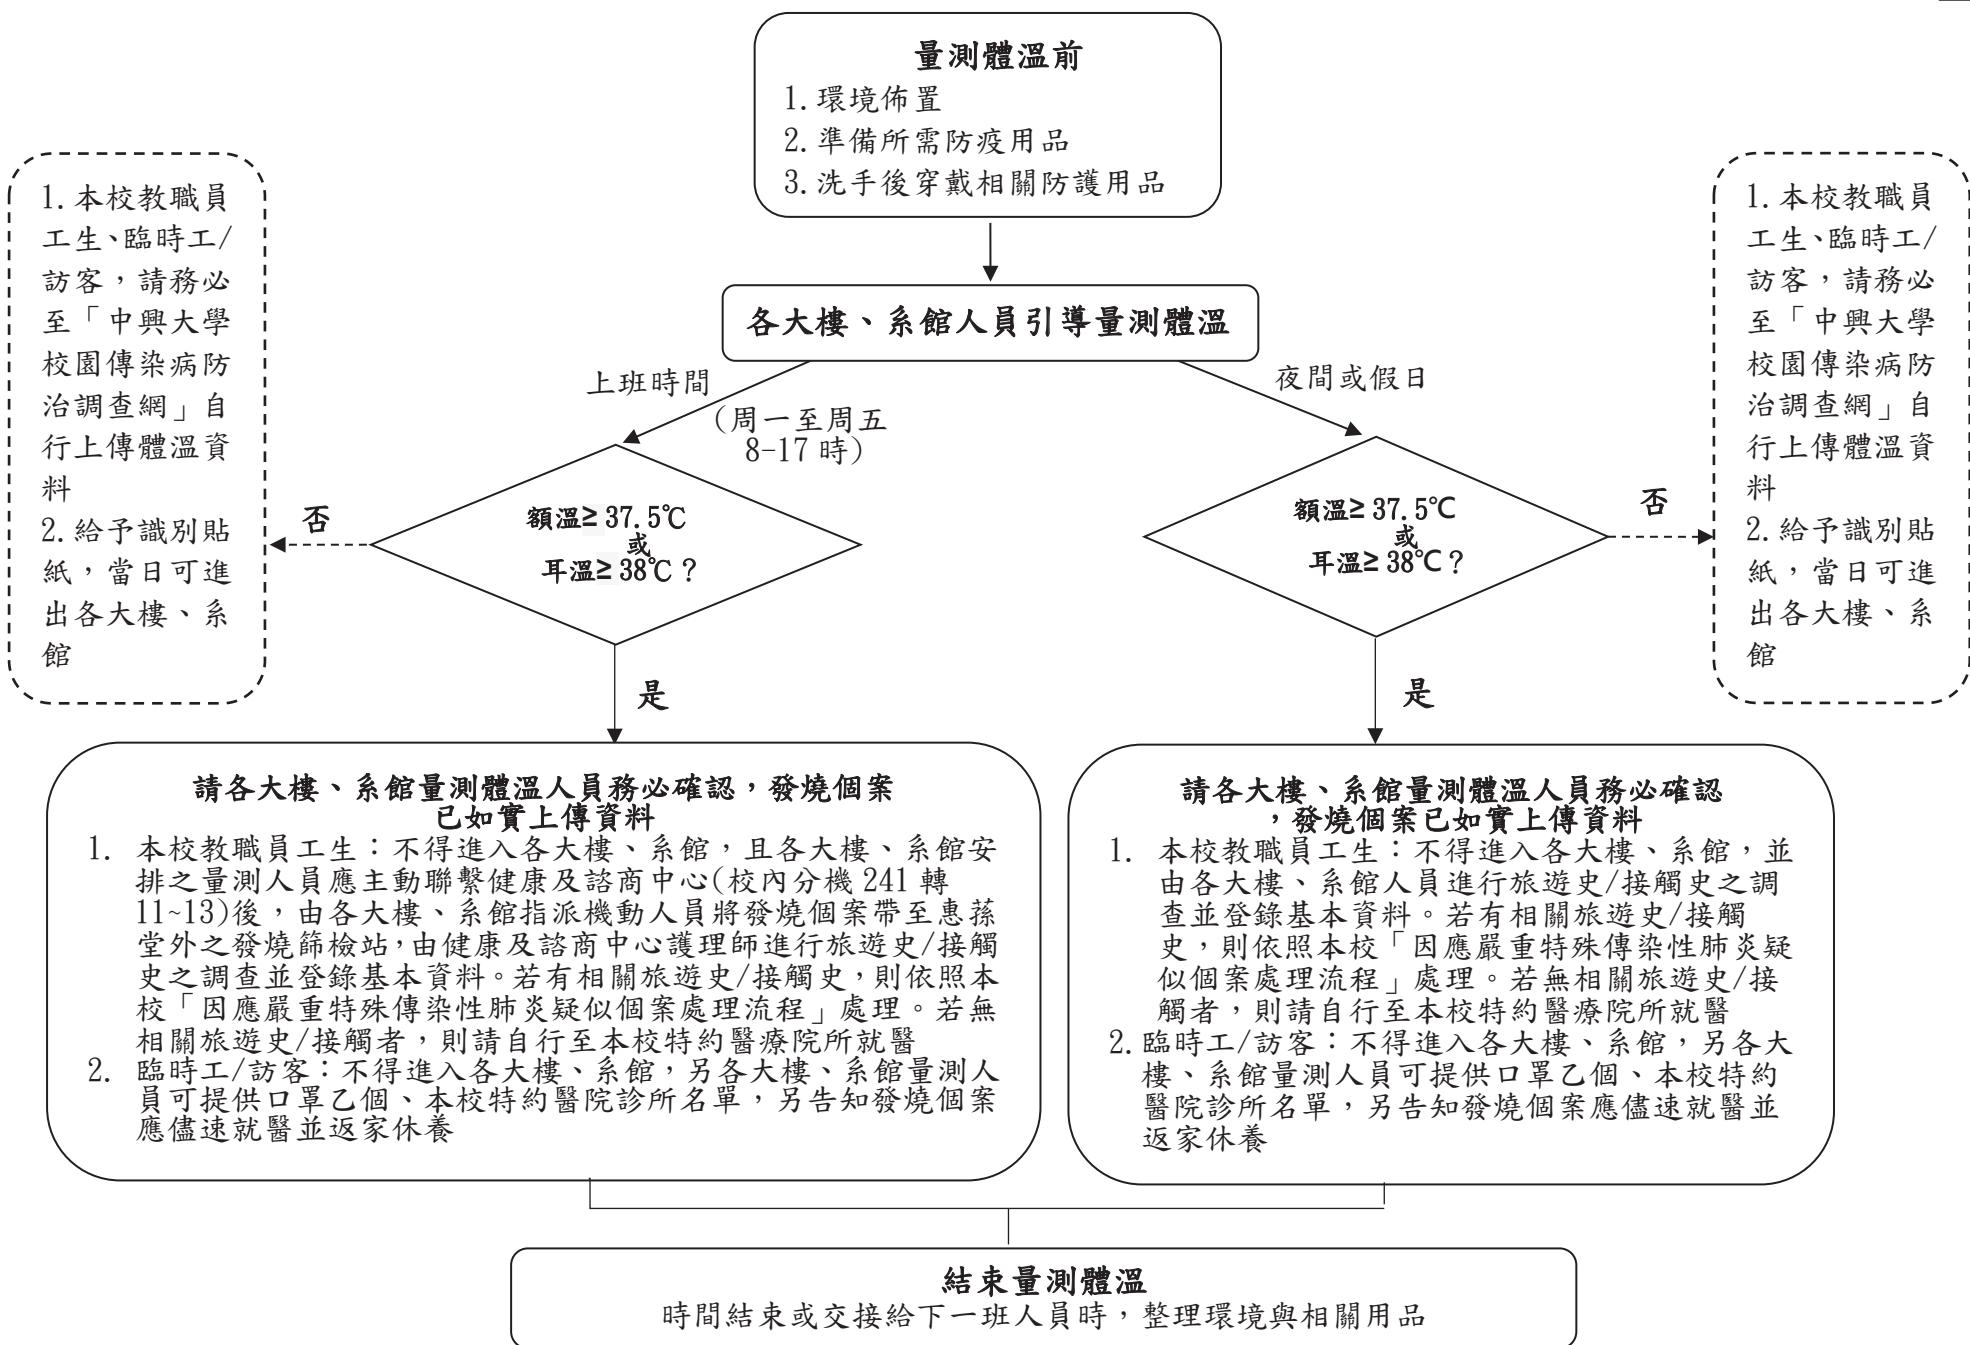 量測體溫前
1.環境佈置
2.準備所需防疫用品
3.洗手後穿戴相關防護用品
各大樓、系館人員引導量測體溫
上班時間
(周一至周五
8-17 時)
夜間或假日
1.本校教職員
工生、臨時工/
訪客，請務必
至「中興大學
校園傳染病防
治調查網」自
行上傳體溫資
料
2.給予識別貼
紙，當日可進
出各大樓、系
館
否
額溫≥ 37.5℃
或
耳溫≥ 38℃？
是
額溫≥ 37.5℃
或
耳溫≥ 38℃？
否
是
1.本校教職員
工生、臨時工/
訪客，請務必
至「中興大學
校園傳染病防
治調查網」自
行上傳體溫資
料
2.給予識別貼
紙，當日可進
出各大樓、系
館
請各大樓、系館量測體溫人員務必確認，發燒個案
已如實上傳資料
1. 本校教職員工生：不得進入各大樓、系館，且各大樓、系館安
排之量測人員應主動聯繫健康及諮商中心(校內分機 241 轉
11~13)後，由各大樓、系館指派機動人員將發燒個案帶至惠蓀
堂外之發燒篩檢站，由健康及諮商中心護理師進行旅遊史/接觸
史之調查並登錄基本資料。若有相關旅遊史/接觸史，則依照本
校「因應嚴重特殊傳染性肺炎疑似個案處理流程」處理。若無
相關旅遊史/接觸者，則請自行至本校特約醫療院所就醫
2. 臨時工/訪客：不得進入各大樓、系館，另各大樓、系館量測人
員可提供口罩乙個、本校特約醫院診所名單，另告知發燒個案
應儘速就醫並返家休養
請各大樓、系館量測體溫人員務必確認
，發燒個案已如實上傳資料
1. 本校教職員工生：不得進入各大樓、系館，並
由各大樓、系館人員進行旅遊史/接觸史之調
查並登錄基本資料。若有相關旅遊史/接觸
史，則依照本校「因應嚴重特殊傳染性肺炎疑
似個案處理流程」處理。若無相關旅遊史/接
觸者，則請自行至本校特約醫療院所就醫
2.臨時工/訪客：不得進入各大樓、系館，另各大
樓、系館量測人員可提供口罩乙個、本校特約
醫院診所名單，另告知發燒個案應儘速就醫並
返家休養
結束量測體溫
時間結束或交接給下一班人員時，整理環境與相關用品